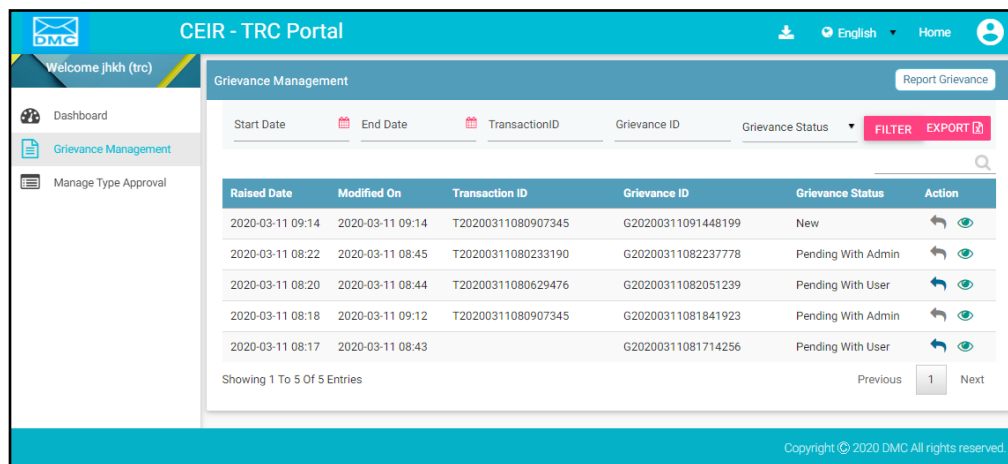 DMC
CEIR - TRC Portal
English
Home
Welcome jhkh (trc)
Dashboard
Grievance Management
Manage Type Approval
Grievance Management
Report Grievance
Start Date End Date TransactionID Grievance ID Grievance Status FILTER EXPORT
Raised Date Modified On Transaction ID Grievance ID Grievance Status Action
2020-03-11 09:14 2020-03-11 09:14 T20200311080907345 G20200311091448199 New
2020-03-11 08:22 2020-03-11 08:45 T20200311080233190 G20200311082237778 Pending With Admin
2020-03-11 08:20 2020-03-11 08:44 T20200311080629476 G20200311082051239 Pending With User
2020-03-11 08:18 2020-03-11 09:12 T20200311080907345 G20200311081841923 Pending With Admin
2020-03-11 08:17 2020-03-11 08:43 G20200311081714256 Pending With User
Showing 1 To 5 Of 5 Entries
Previous 1 Next
Copyright © 2020 DMC All rights reserved.